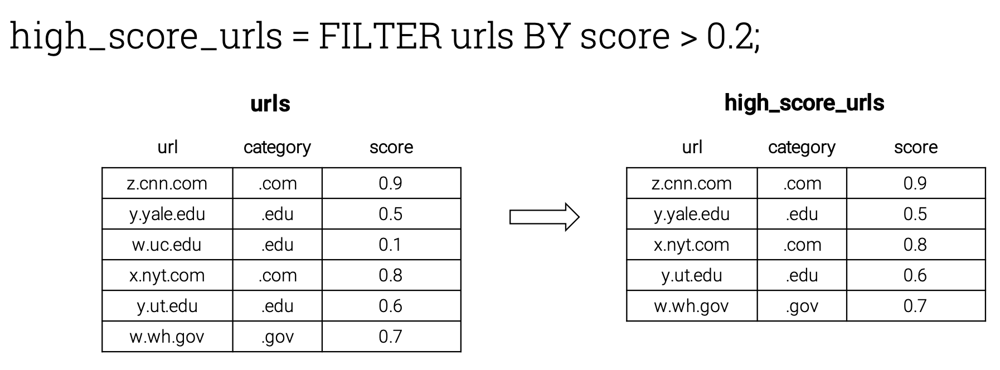 high_score_urls = FILTER urls BY score > 0.2;
urls
url category score
z.cnn.com .com 0.9
y.yale.edu .edu 0.5
w.uc.edu .edu 0.1
x.nyt.com .com 0.8
y.ut.edu .edu 0.6
w.wh.gov .gov 0.7
high_score_urls
url category score
z.cnn.com .com 0.9
y.yale.edu .edu 0.5
x.nyt.com .com 0.8
y.ut.edu .edu 0.6
w.wh.gov .gov 0.7